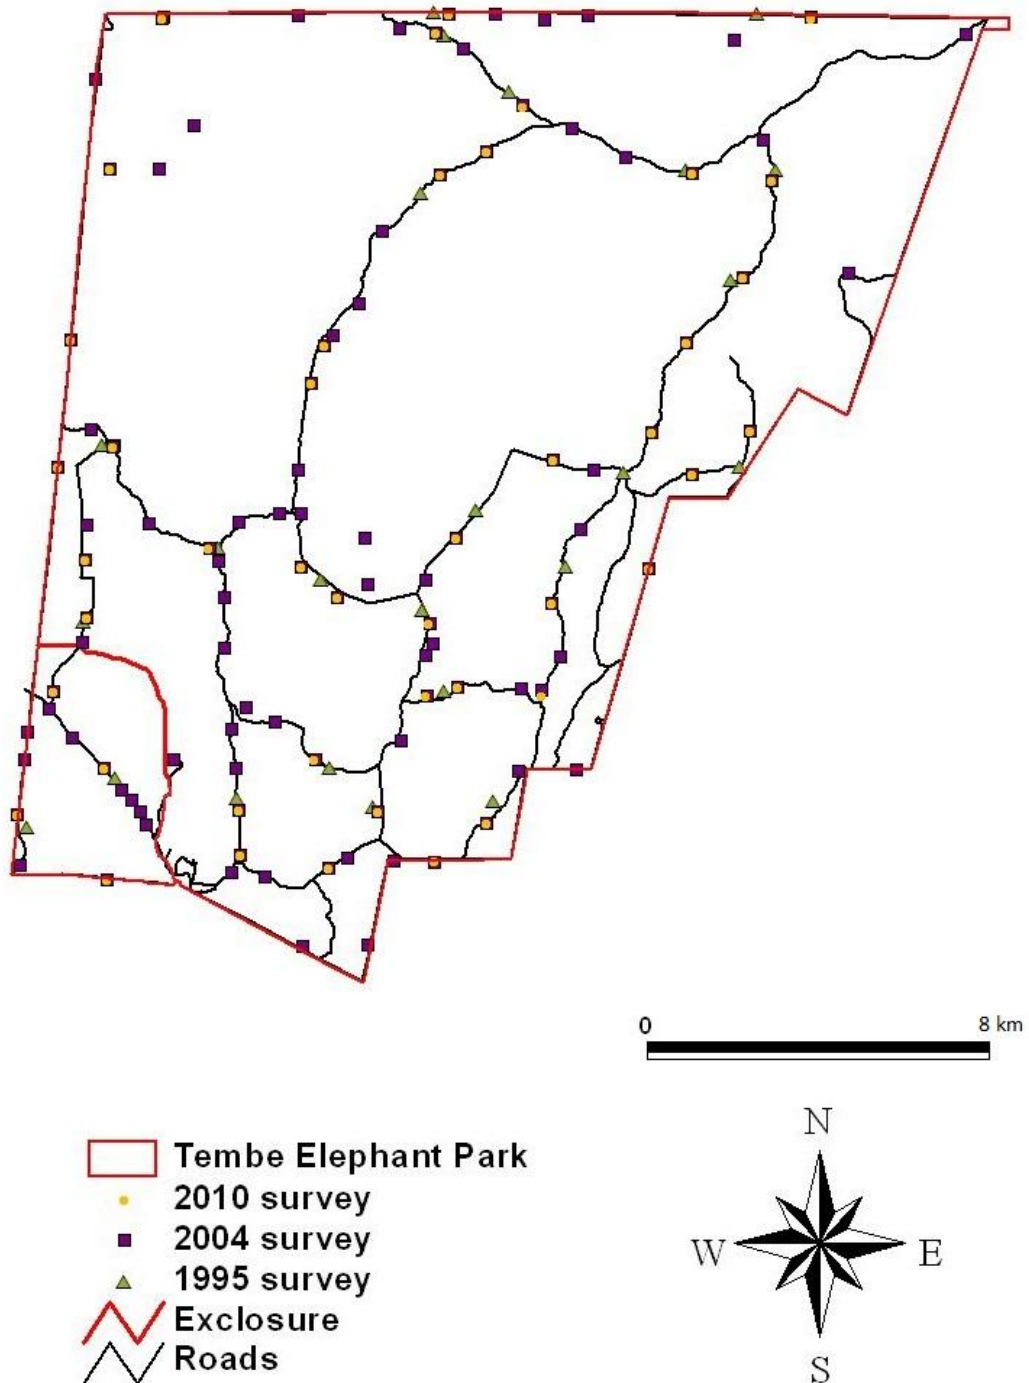 0 8 km
N
W E
S
Tembe Elephant Park
2010 survey
2004 survey
1995 survey
Exclosure
Roads